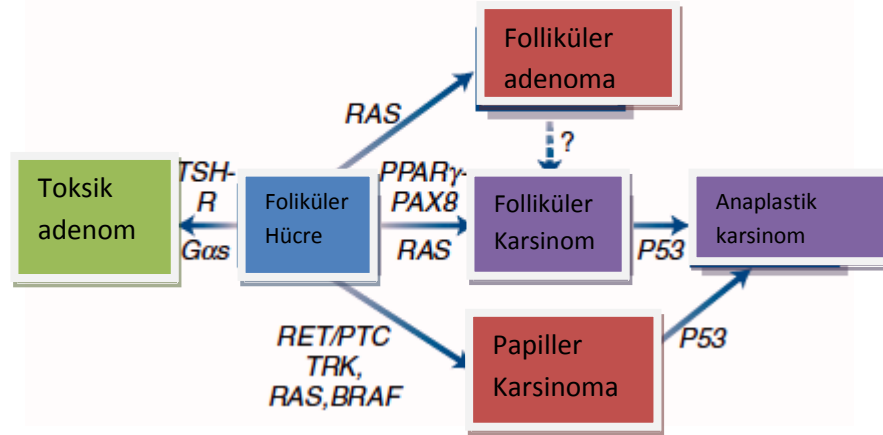 Folliküler
adenoma
RAS
?
Toksik
adenom
TSH-
R
Gαs
Foliküler
Hücre
PPARγ-
PAX8
RAS
Folliküler
Karsinom
P53
Anaplastik
karsinom
RET/PTC
TRK,
RAS,BRAF
Papiller
Karsinoma
P53